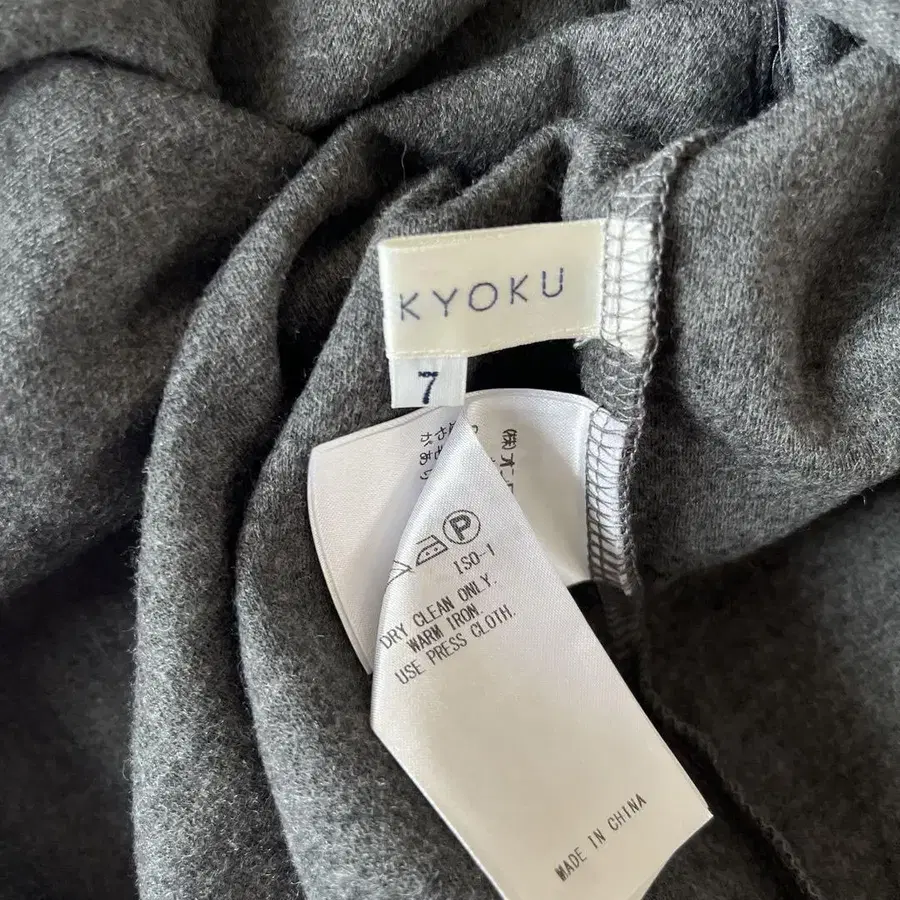 KYOKU
7
P
ISO-1
DRY CLEAN ONLY.
WARM IRON.
USE PRESS CLOTH.
MADE IN CHINA